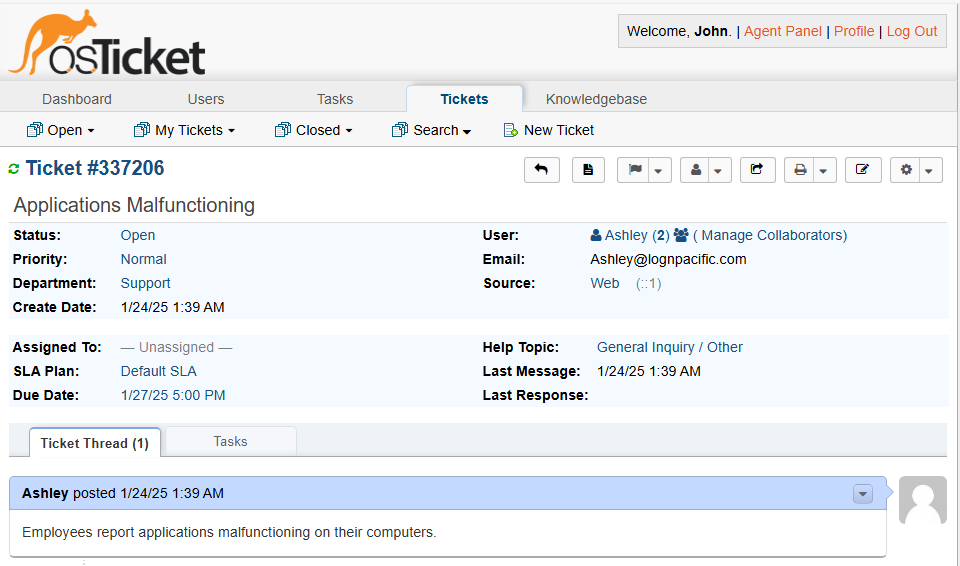 osTicket
Welcome, John. | Agent Panel | Profile | Log Out
Dashboard Users Tasks Tickets Knowledgebase
Open My Tickets Closed Search New Ticket
Ticket #337206
Applications Malfunctioning
Status: Open User: Ashley (2) ( Manage Collaborators)
Priority: Normal Email: Ashley@lognpacific.com
Department: Support Source: Web (::1)
Create Date: 1/24/25 1:39 AM
Assigned To: — Unassigned — Help Topic: General Inquiry / Other
SLA Plan: Default SLA Last Message: 1/24/25 1:39 AM
Due Date: 1/27/25 5:00 PM Last Response:
Ticket Thread (1) Tasks
Ashley posted 1/24/25 1:39 AM
Employees report applications malfunctioning on their computers.